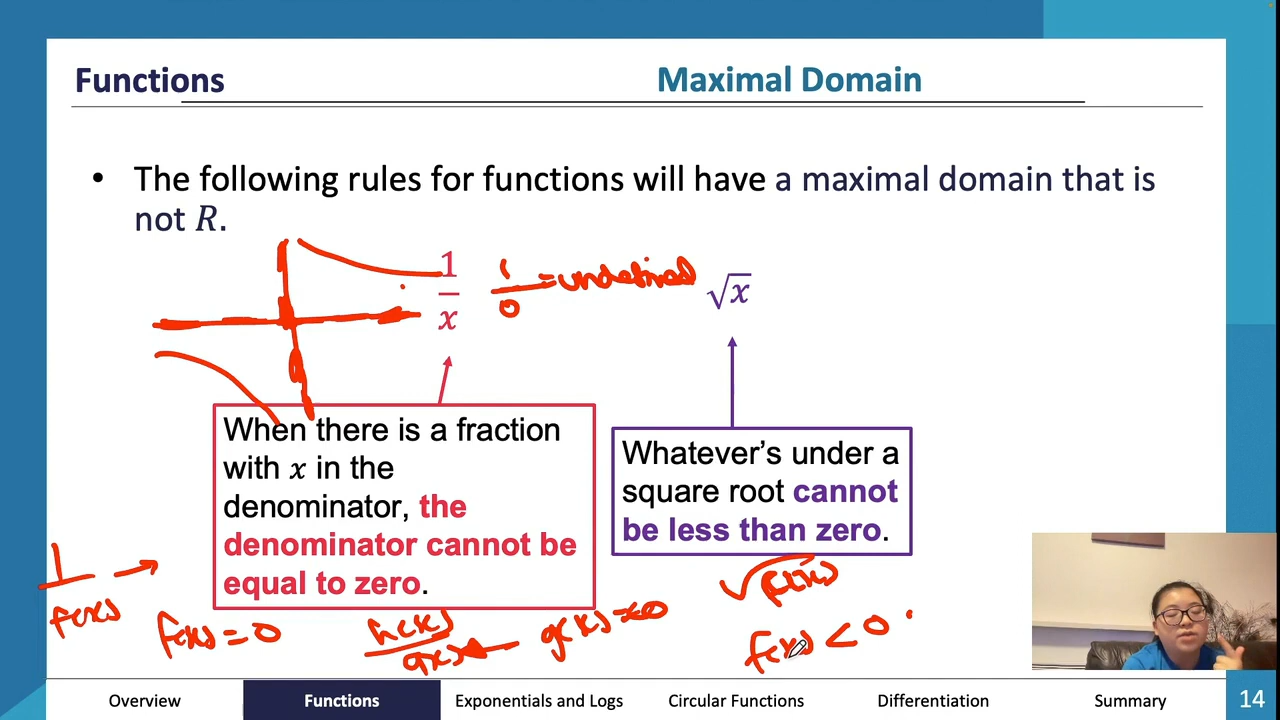 Functions
Maximal Domain
• The following rules for functions will have a maximal domain that is
not R.
1/x
1/0 = undefined
√x
When there is a fraction
with x in the
denominator, the
denominator cannot be
equal to zero.
Whatever's under a
square root cannot
be less than zero.
1/f(x) →
f(x) = 0
h(x)/g(x)
√f(x)
f(x) < 0
Overview
Functions
Exponentials and Logs
Circular Functions
Differentiation
Summary
14